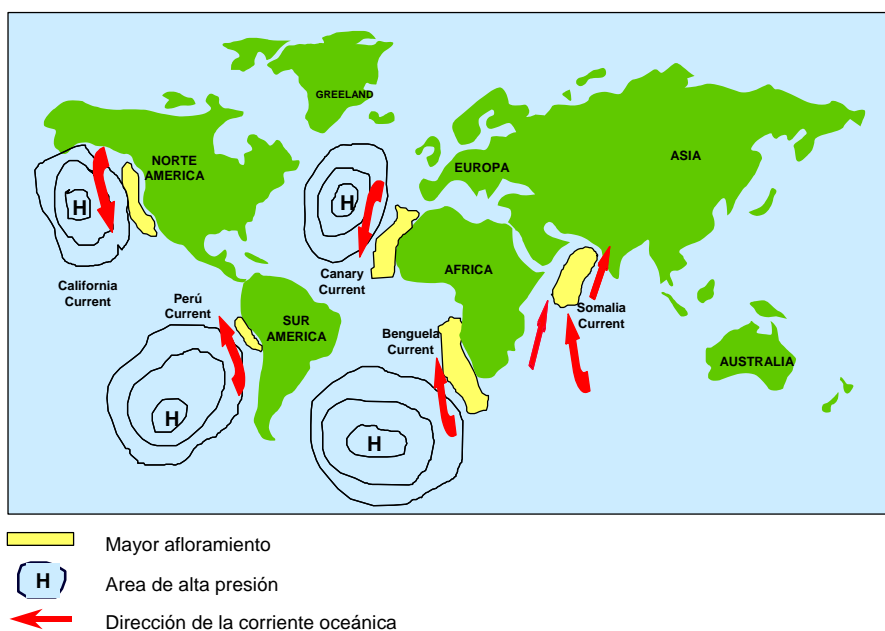 GREELAND
NORTE
AMERICA
EUROPA
ASIA
H
H
California
Current
Canary
Current
AFRICA
Perú
Current
SUR
AMERICA
Benguela
Current
Somalia
Current
AUSTRALIA
H
H
Mayor afloramiento
H
Area de alta presión
Dirección de la corriente oceánica